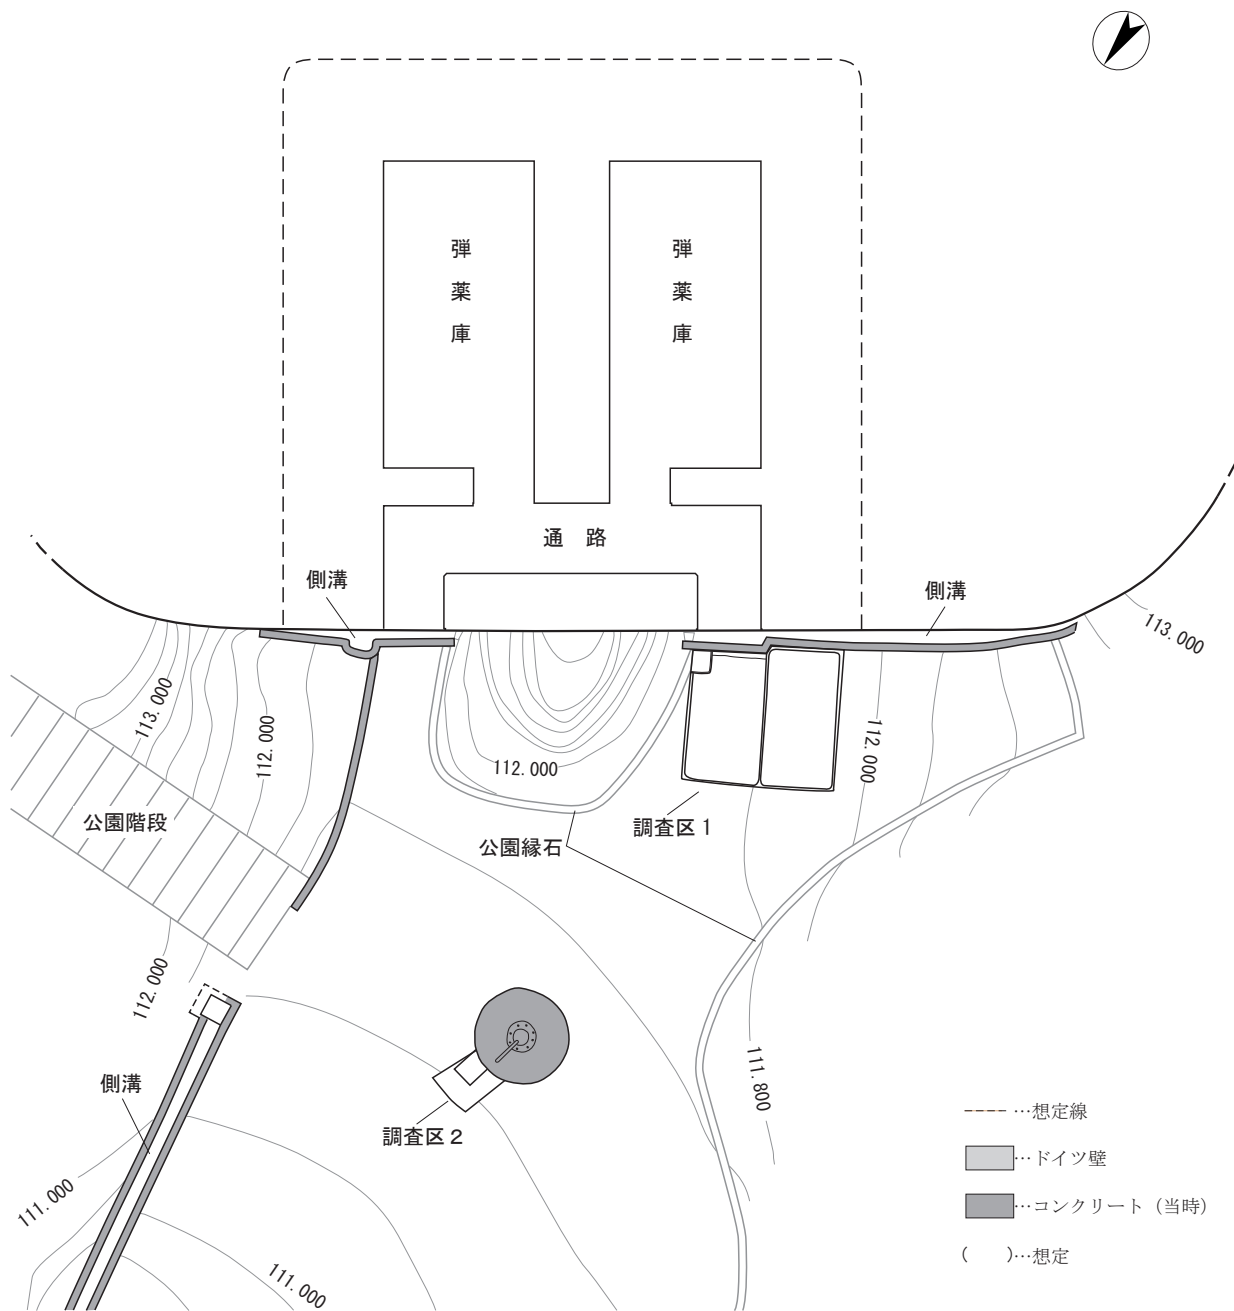 弾薬庫
弾薬庫
通路
側溝
側溝
113.000
113.000
112.000
112.000
112.000
公園階段
調査区1
公園縁石
112.000
側溝
調査区2
111.800
111.000
111.000
…想定線
…ドイツ壁
…コンクリート（当時）
（　　）…想定